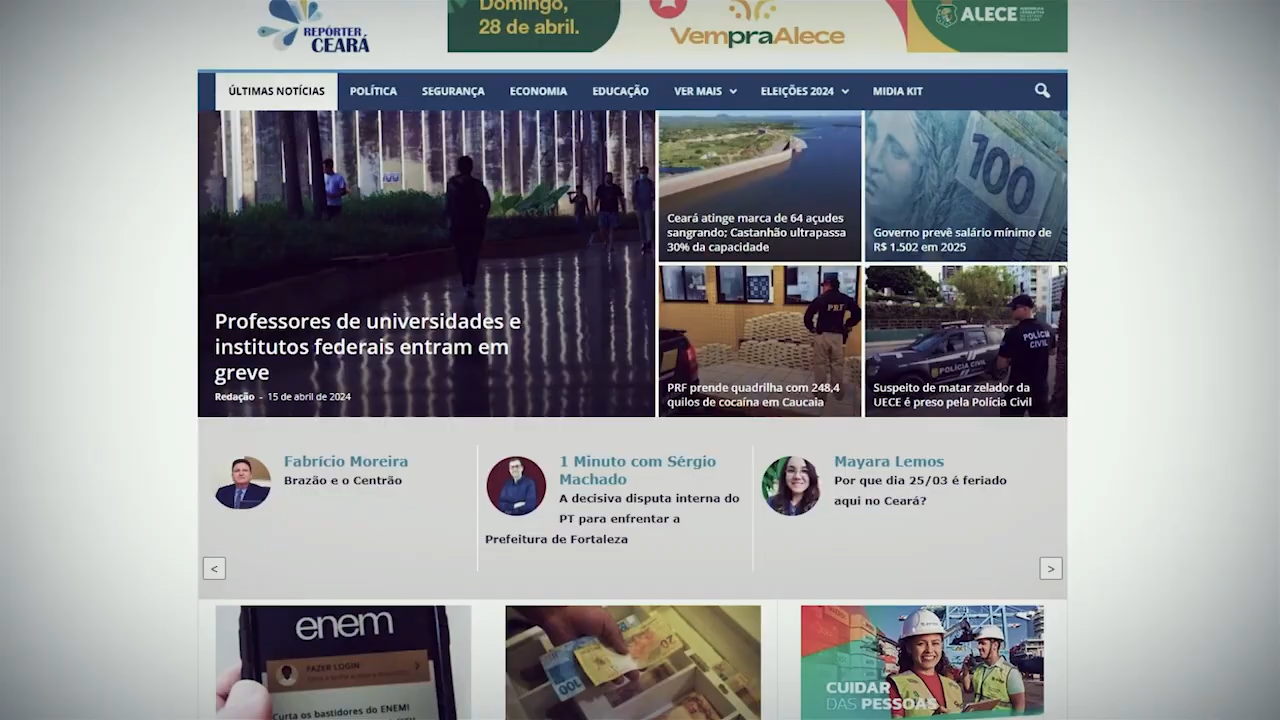 Domingo,
28 de abril.
REPÓRTER
CEARÁ
VempraAlece
ALECE
ÚLTIMAS NOTÍCIAS
POLÍTICA
SEGURANÇA
ECONOMIA
EDUCAÇÃO
VER MAIS
ELEIÇÕES 2024
MIDIA KIT
Professores de universidades e
institutos federais entram em
greve
Redação - 15 de abril de 2024
Ceará atinge marca de 64 açudes
sangrando; Castanhão ultrapassa
30% da capacidade
100
Governo prevê salário mínimo de
R$ 1.502 em 2025
PRF
PRF prende quadrilha com 248,4
quilos de cocaína em Caucaia
POLÍCIA
CIVIL
POLÍCIA CIVIL
Suspeito de matar zelador da
UECE é preso pela Polícia Civil
Fabrício Moreira
Brazão e o Centrão
1 Minuto com Sérgio
Machado
A decisiva disputa interna do
PT para enfrentar a
Prefeitura de Fortaleza
Mayara Lemos
Por que dia 25/03 é feriado
aqui no Ceará?
<
>
enem
FAZER LOGIN
Curta os bastidores do ENEM!
100
20
CUIDAR
DAS PESSOAS